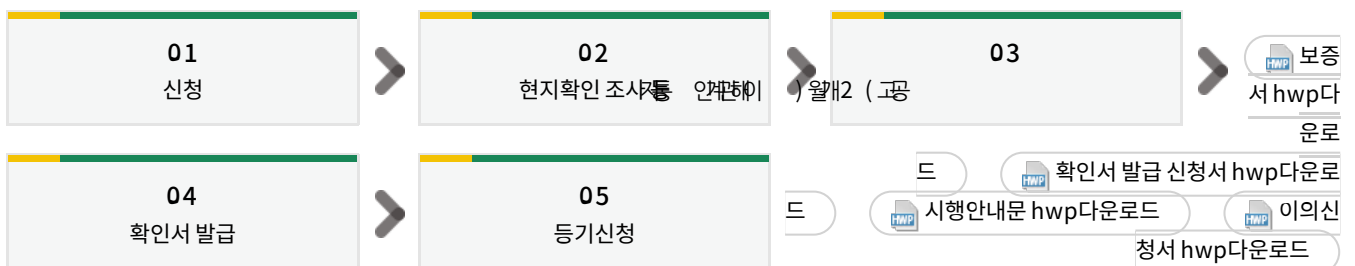 01
신청
02
현지확인 조사
03
) 월
2 ( 고
보증
서 hwp다
운로
드
확인서 발급 신청서 hwp다운로
드
시행안내문 hwp다운로드
이의신
청서 hwp다운로드
04
확인서 발급
05
등기신청